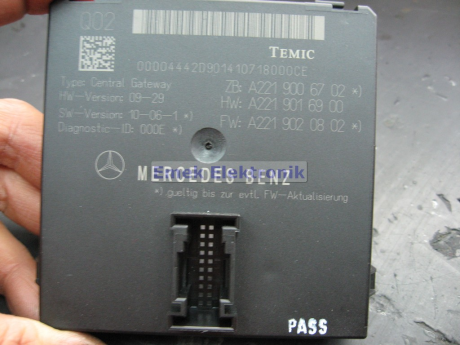 Q02
TEMIC
00004442090141071800OCE
Type: Central Gateway
ZB: A221 900 67 02 *)
HW-Version: 09-29
HW: A221 901 69 00
SW-Version: 10-06-1 *)
FW: A221 902 08 02 *)
Diagnostic-ID: 000E *)
MERCEDES BENZ
*).gueltig bis zur evtl. FW-Aktualisierung
PASS